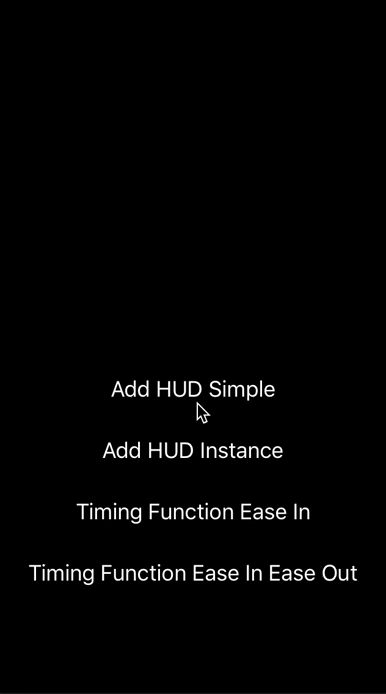 Add HUD Simple
Add HUD Instance
Timing Function Ease In
Timing Function Ease In Ease Out